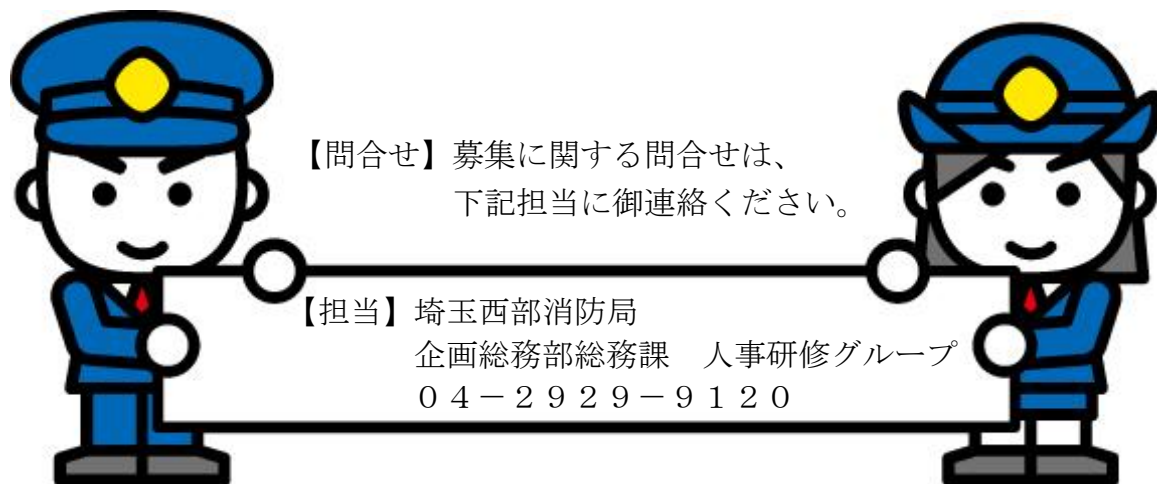 【問合せ】募集に関する問合せは、
下記担当に御連絡ください。
【担当】埼玉西部消防局
企画総務部総務課　人事研修グループ
０４－２９２９－９１２０